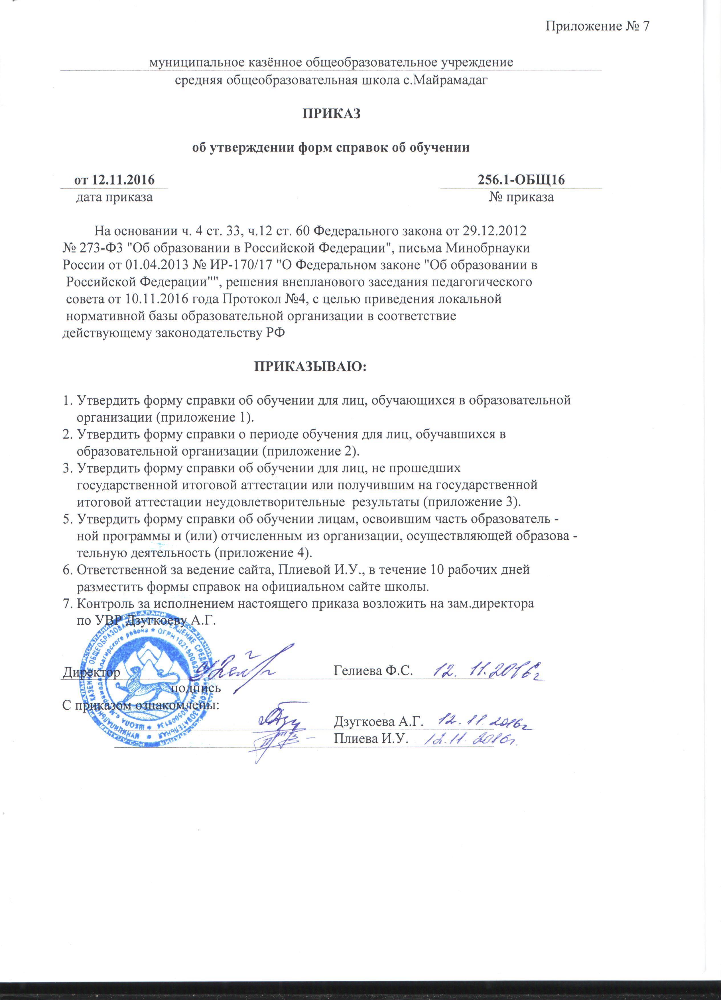 Приложение № 7
муниципальное казённое общеобразовательное учреждение
средняя общеобразовательная школа с.Майрамадаг
ПРИКАЗ
об утверждении форм справок об обучении
от 12.11.2016 256.1-ОБЩ16
дата приказа № приказа
На основании ч. 4 ст. 33, ч.12 ст. 60 Федерального закона от 29.12.2012
№ 273-ФЗ "Об образовании в Российской Федерации", письма Минобрнауки
России от 01.04.2013 № ИР-170/17 "О Федеральном законе "Об образовании в
Российской Федерации"", решения внепланового заседания педагогического
совета от 10.11.2016 года Протокол №4, с целью приведения локальной
нормативной базы образовательной организации в соответствие
действующему законодательству РФ
ПРИКАЗЫВАЮ:
1. Утвердить форму справки об обучении для лиц, обучающихся в образовательной
организации (приложение 1).
2. Утвердить форму справки о периоде обучения для лиц, обучавшихся в
образовательной организации (приложение 2).
3. Утвердить форму справки об обучении для лиц, не прошедших
государственной итоговой аттестации или получившим на государственной
итоговой аттестации неудовлетворительные результаты (приложение 3).
5. Утвердить форму справки об обучении лицам, освоившим часть образователь -
ной программы и (или) отчисленным из организации, осуществляющей образова -
тельную деятельность (приложение 4).
6. Ответственной за ведение сайта, Плиевой И.У., в течение 10 рабочих дней
разместить формы справок на официальном сайте школы.
7. Контроль за исполнением настоящего приказа возложить на зам.директора
по УВР Дзугкоеву А.Г.
Директор Гелиева Ф.С. 12.11.2016г
подпись
С приказом ознакомлены:
Дзугкоева А.Г. 12.11.2016г
Плиева И.У. 12.11.2016г.